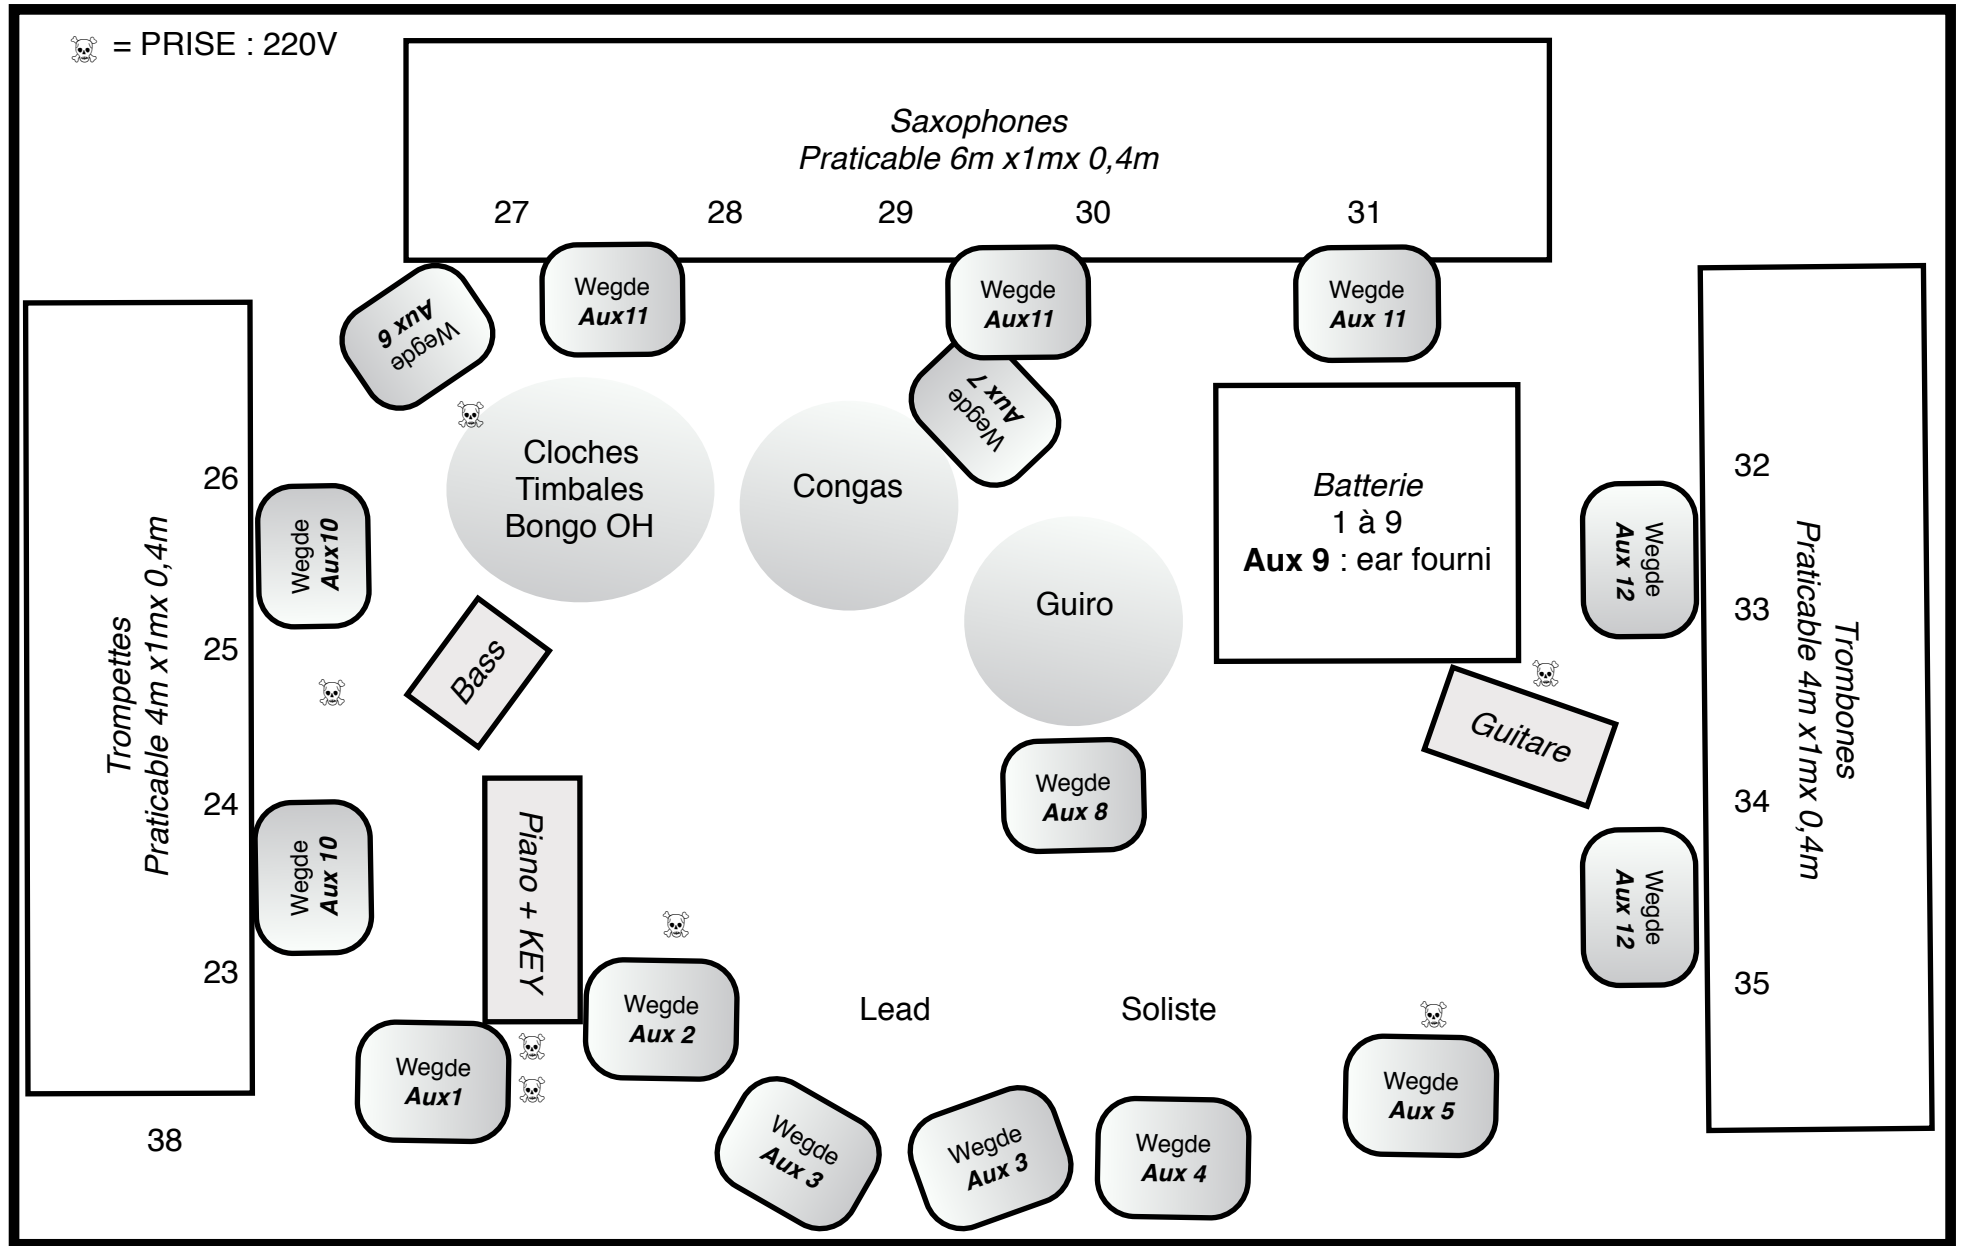 ☠ = PRISE : 220V
Saxophones
Praticable 6m x1mx 0,4m
27 28 29 30 31
Wegde
Aux 6
Wegde
Aux11
Wegde
Aux11
Wegde
Aux 11
Wegde
Aux 7
Cloches
Timbales
Bongo OH
Congas
Guiro
Batterie
1 à 9
Aux 9 : ear fourni
Trompettes
Praticable 4m x1mx 0,4m
26
25
24
23
Wegde
Aux10
Wegde
Aux 10
Bass
Piano + KEY
Wegde
Aux 8
Guitare
Wegde
Aux 12
Wegde
Aux 12
32
33
34
35
Trombones
Praticable 4m x1mx 0,4m
Lead
Soliste
Wegde
Aux1
Wegde
Aux 2
Wegde
Aux 3
Wegde
Aux 3
Wegde
Aux 4
Wegde
Aux 5
38